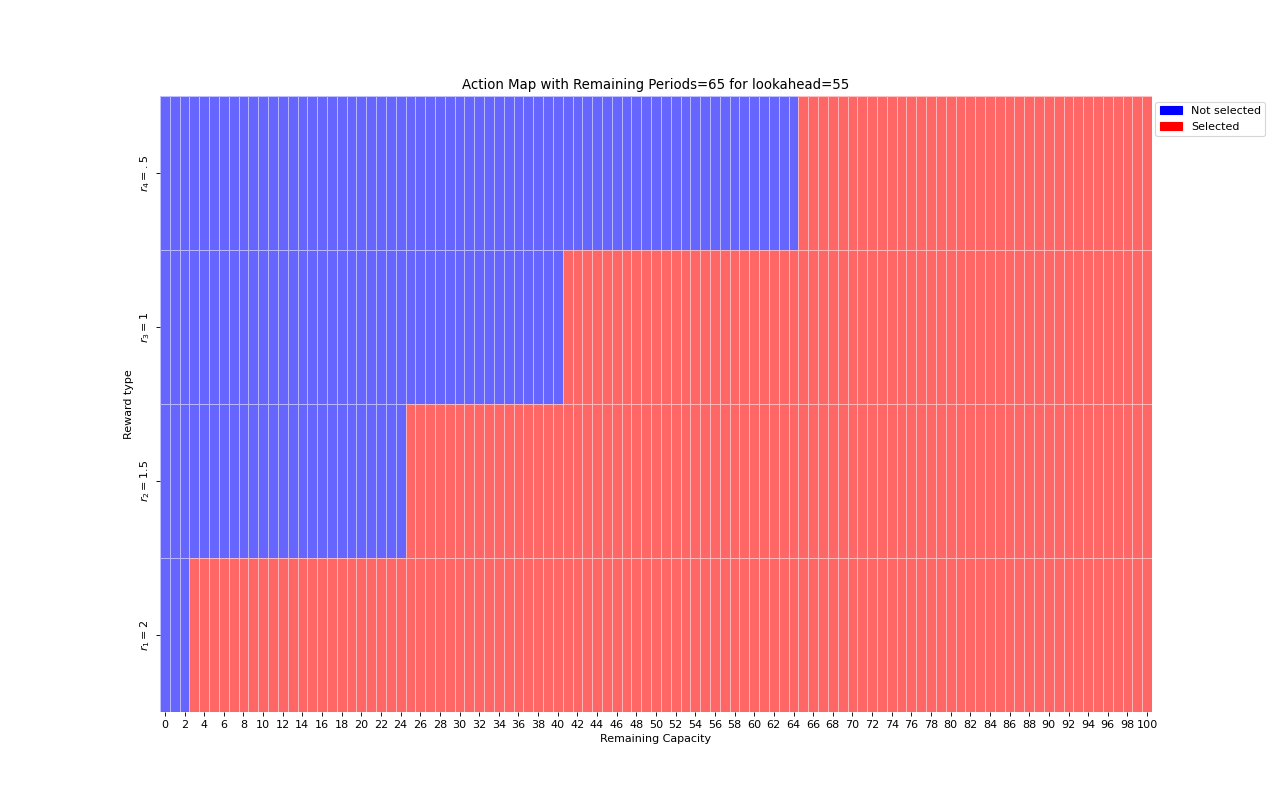 Action Map with Remaining Periods=65 for lookahead=55
Not selected
Selected
r₄ = .5
r₃ = 1
r₂ = 1.5
r₁ = 2
Reward type
0 2 4 6 8 10 12 14 16 18 20 22 24 26 28 30 32 34 36 38 40 42 44 46 48 50 52 54 56 58 60 62 64 66 68 70 72 74 76 78 80 82 84 86 88 90 92 94 96 98 100
Remaining Capacity